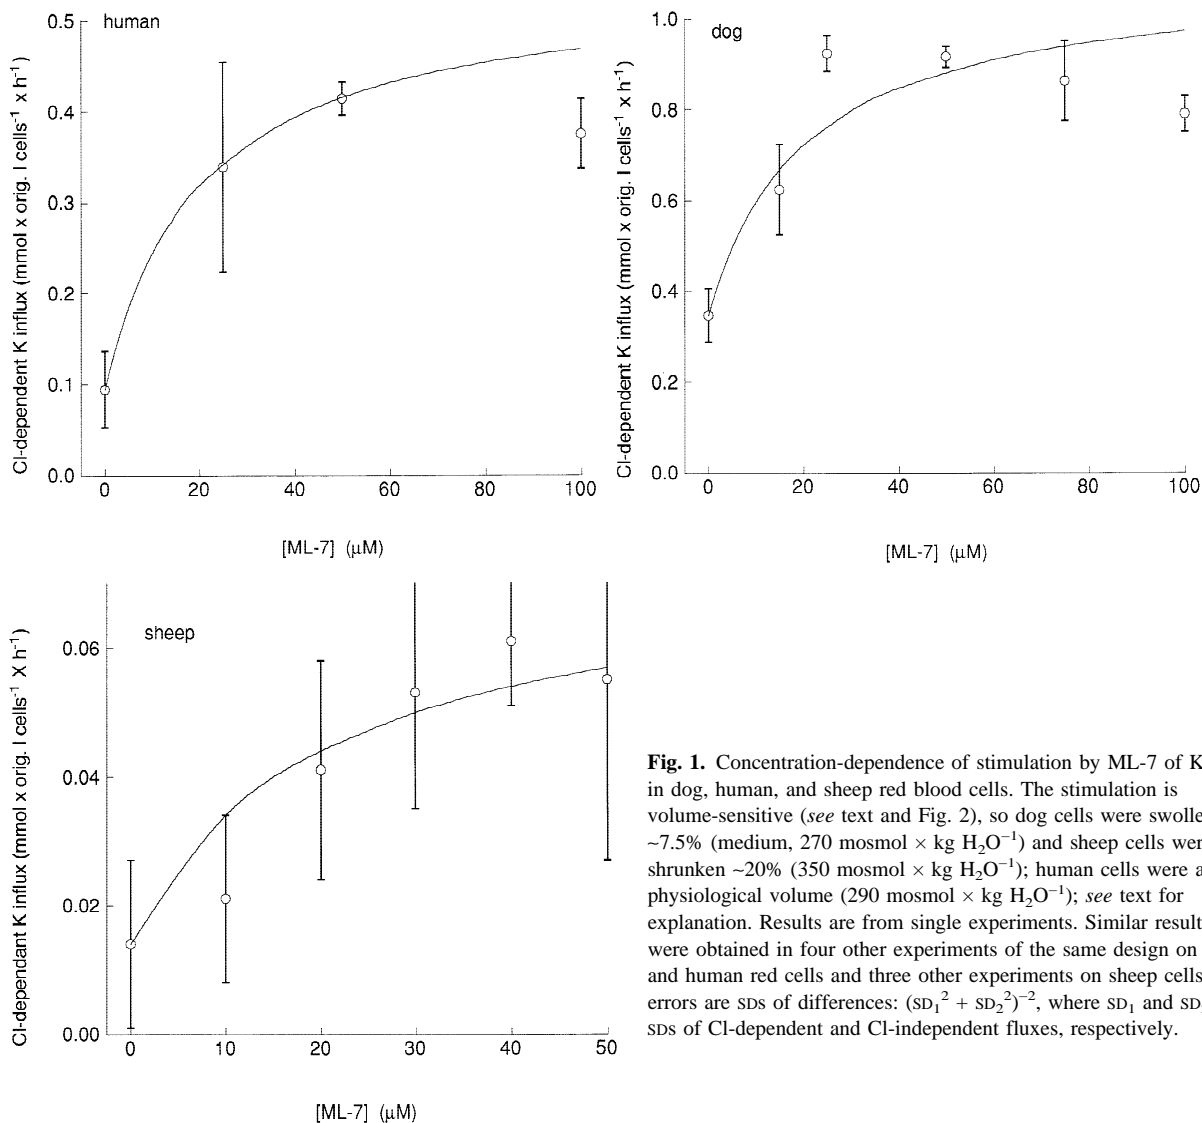 human
0.5
0.4
0.3
0.2
0.1
0.0
Cl-dependent K influx (mmol x orig. l cells⁻¹ x h⁻¹)
0 20 40 60 80 100
[ML-7] (μM)
dog
1.0
0.8
0.6
0.4
0.2
0.0
Cl-dependent K influx (mmol x orig. l cells⁻¹ x h⁻¹)
0 20 40 60 80 100
[ML-7] (μM)
sheep
0.06
0.04
0.02
0.00
Cl-dependant K influx (mmol x orig. l cells⁻¹ X h⁻¹)
0 10 20 30 40 50
[ML-7] (μM)
Fig. 1. Concentration-dependence of stimulation by ML-7 of K
in dog, human, and sheep red blood cells. The stimulation is
volume-sensitive (see text and Fig. 2), so dog cells were swolle
~7.5% (medium, 270 mosmol × kg H₂O⁻¹) and sheep cells wer
shrunken ~20% (350 mosmol × kg H₂O⁻¹); human cells were a
physiological volume (290 mosmol × kg H₂O⁻¹); see text for
explanation. Results are from single experiments. Similar result
were obtained in four other experiments of the same design on
and human red cells and three other experiments on sheep cells
errors are SDs of differences: (SD₁² + SD₂²)⁻², where SD₁ and SD
SDs of Cl-dependent and Cl-independent fluxes, respectively.